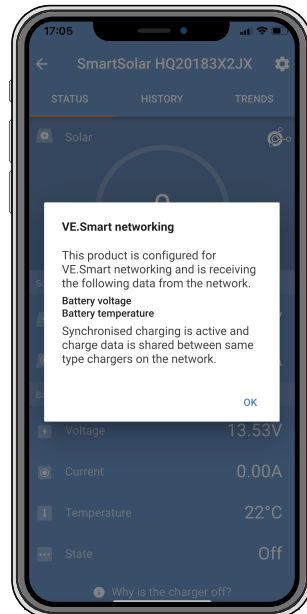 17:05
SmartSolar HQ20183X2JX
STATUS HISTORY TRENDS
Solar
VE.Smart networking
This product is configured for
VE.Smart networking and is receiving
the following data from the network.
Battery voltage
Battery temperature
Synchronised charging is active and
charge data is shared between same
type chargers on the network.
OK
Voltage 13.53V
Current 0.00A
Temperature 22°C
State Off
Why is the charger off?